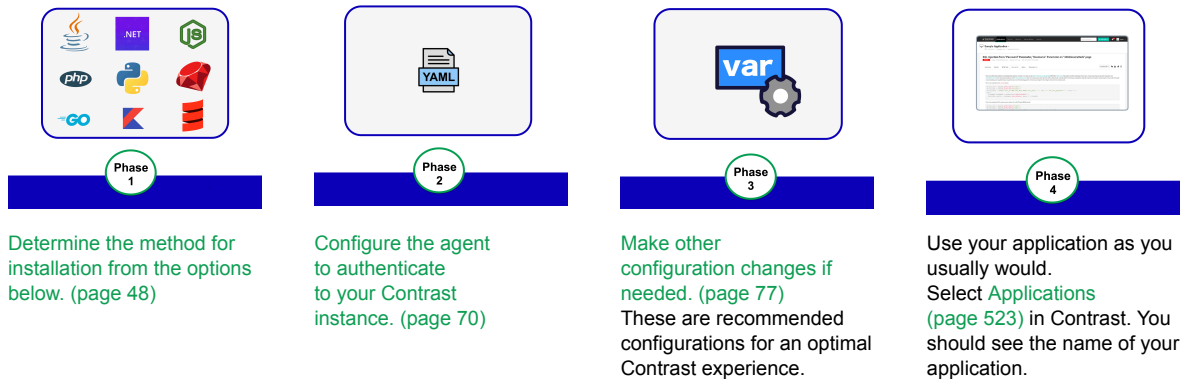 .NET
JS
php
GO
YAML
var
Phase
1
Phase
2
Phase
3
Phase
4
Determine the method for
installation from the options
below. (page 48)
Configure the agent
to authenticate
to your Contrast
instance. (page 70)
Make other
configuration changes if
needed. (page 77)
These are recommended
configurations for an optimal
Contrast experience.
Use your application as you
usually would.
Select Applications
(page 523) in Contrast. You
should see the name of your
application.